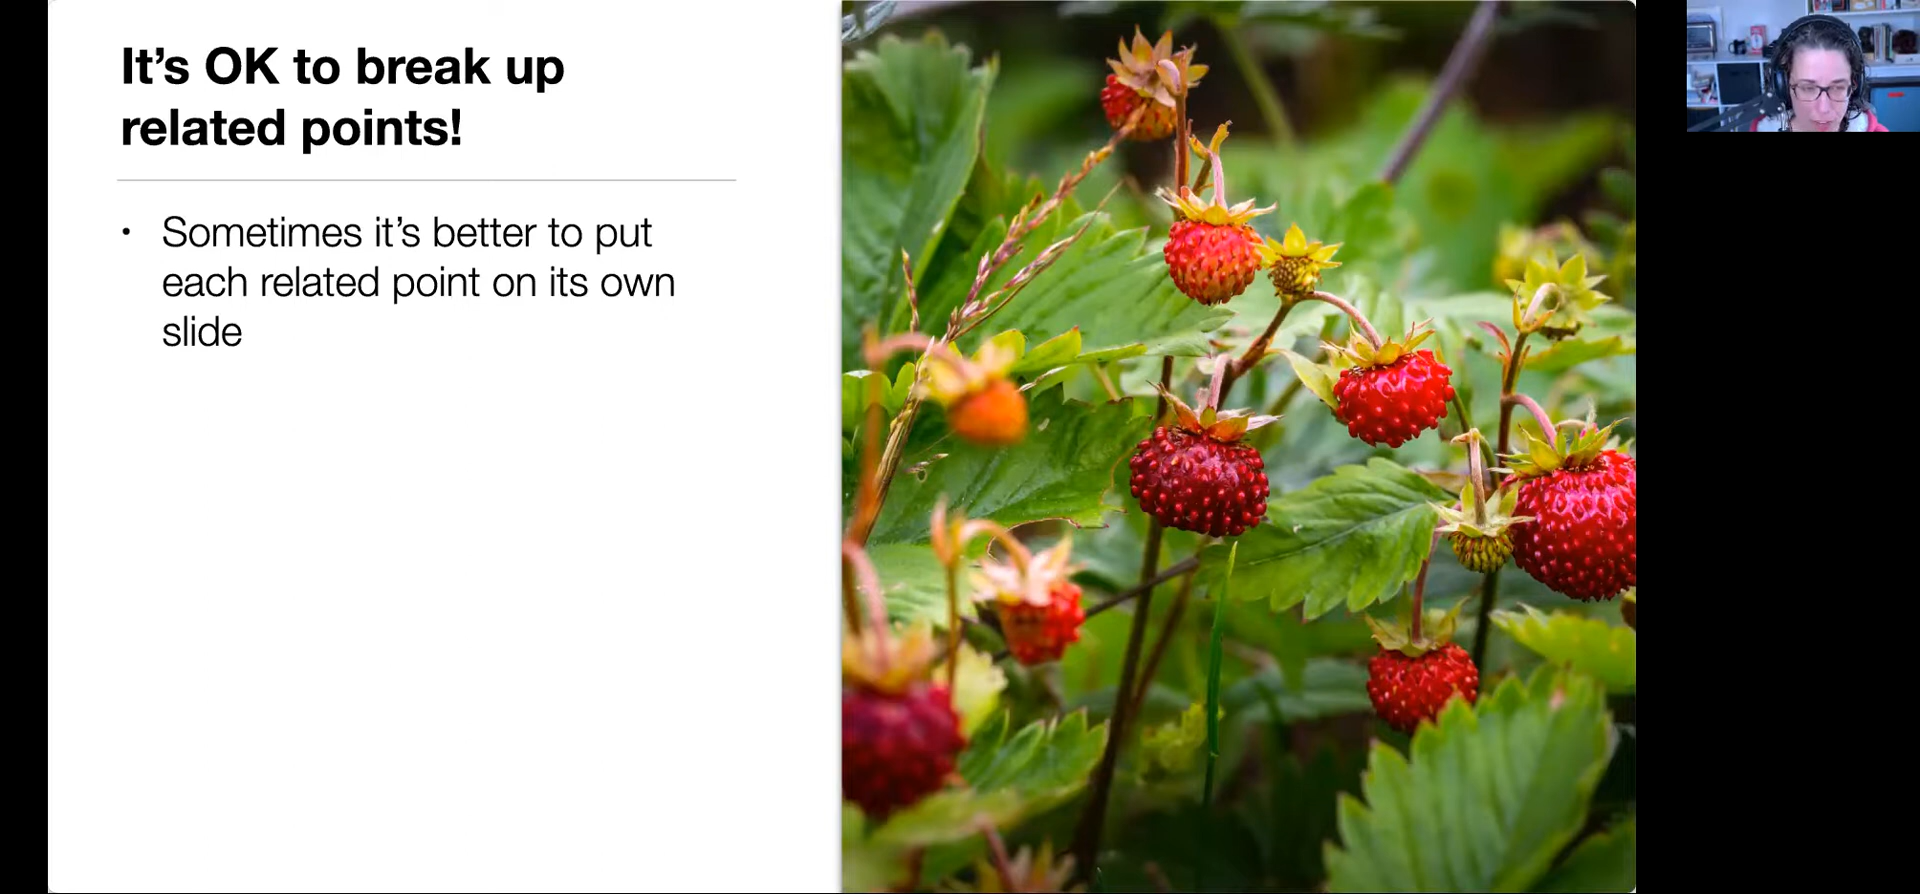 It’s OK to break up
related points!
• Sometimes it’s better to put
each related point on its own
slide